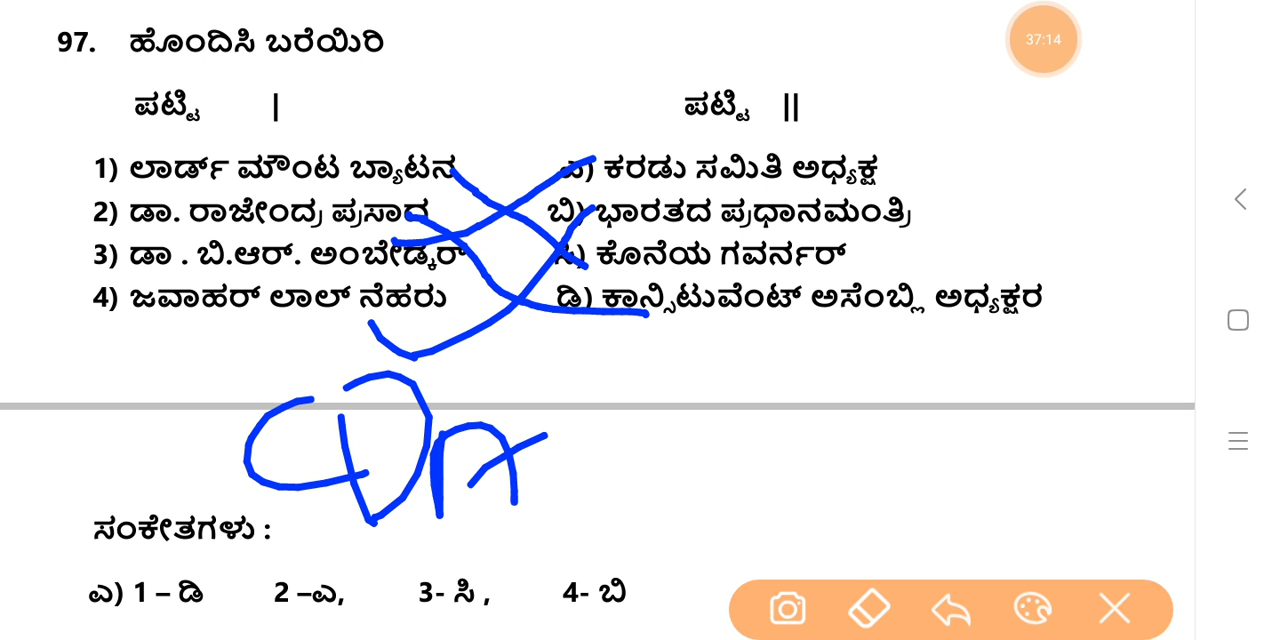 97. ಹೊಂದಿಸಿ ಬರೆಯಿರಿ
37:14
ಪಟ್ಟಿ | ಪಟ್ಟಿ ||
1) ಲಾರ್ಡ್ ಮೌಂಟ ಬ್ಯಾಟನ ಎ) ಕರಡು ಸಮಿತಿ ಅಧ್ಯಕ್ಷ
2) ಡಾ. ರಾಜೇಂದ್ರ ಪ್ರಸಾದ ಬಿ) ಭಾರತದ ಪ್ರಧಾನಮಂತ್ರಿ
3) ಡಾ . ಬಿ.ಆರ್. ಅಂಬೇಡ್ಕರ್ ಸಿ) ಕೊನೆಯ ಗವರ್ನರ್
4) ಜವಾಹರ್ ಲಾಲ್ ನೆಹರು ಡಿ) ಕಾನ್ಸಿಟುವೆಂಟ್ ಅಸೆಂಬ್ಲಿ ಅಧ್ಯಕ್ಷರ
C D A
ಸಂಕೇತಗಳು :
ಎ) 1 – ಡಿ 2 –ಎ, 3- ಸಿ , 4- ಬಿ